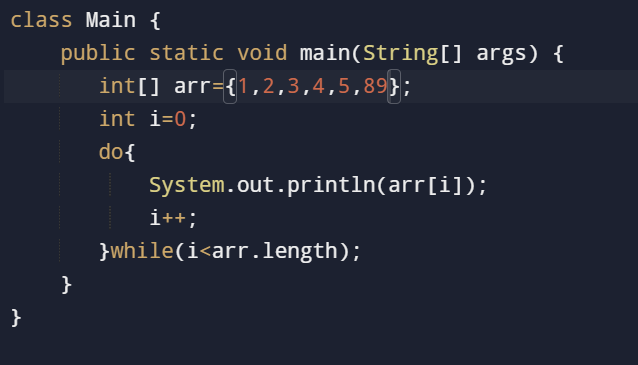 class Main {
    public static void main(String[] args) {
       int[] arr={1,2,3,4,5,89};
       int i=0;
       do{
           System.out.println(arr[i]);
           i++;
       }while(i<arr.length);
    }
}